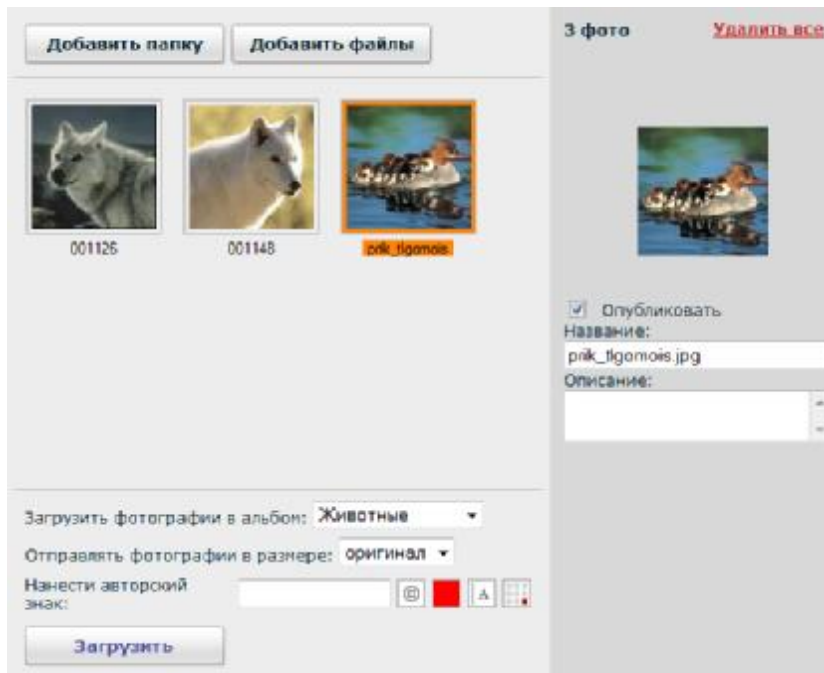 Добавить папку
Добавить файлы
3 фото
Удалить все
001126
001148
prik_tlgomois
Опубликовать
Название:
prik_tlgomois.jpg
Описание:
Загрузить фотографии в альбом: Животные
Отправлять фотографии в размере: оригинал
Нанести авторский
знак:
©
A
Загрузить